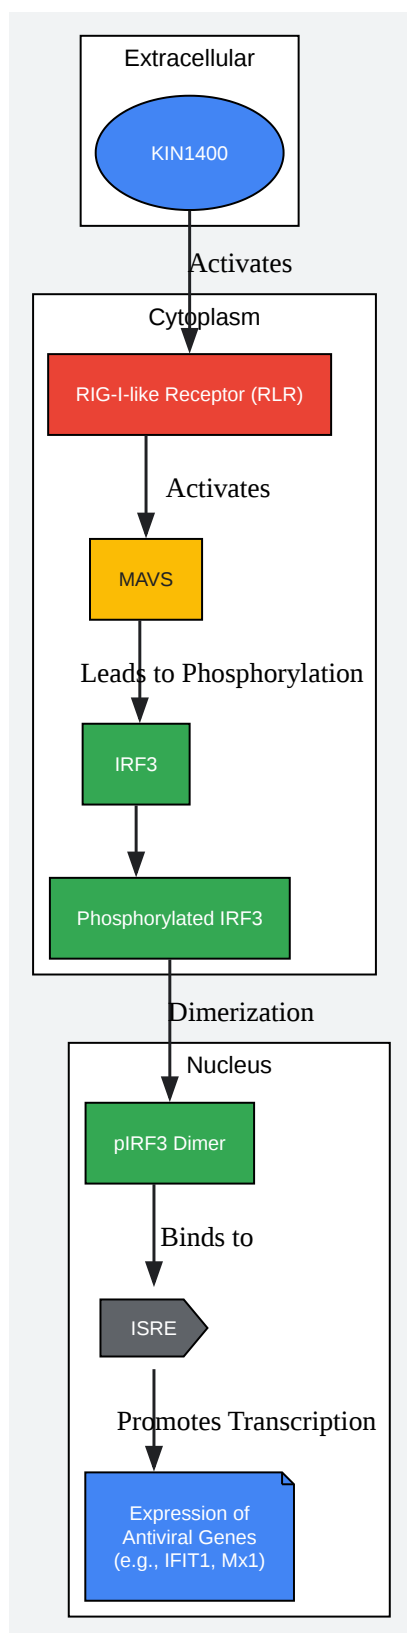 Extracellular
KIN1400
Activates
Cytoplasm
RIG-I-like Receptor (RLR)
Activates
MAVS
Leads to Phosphorylation
IRF3
Phosphorylated IRF3
Dimerization
Nucleus
pIRF3 Dimer
Binds to
ISRE
Promotes Transcription
Expression of
Antiviral Genes
(e.g., IFIT1, Mx1)